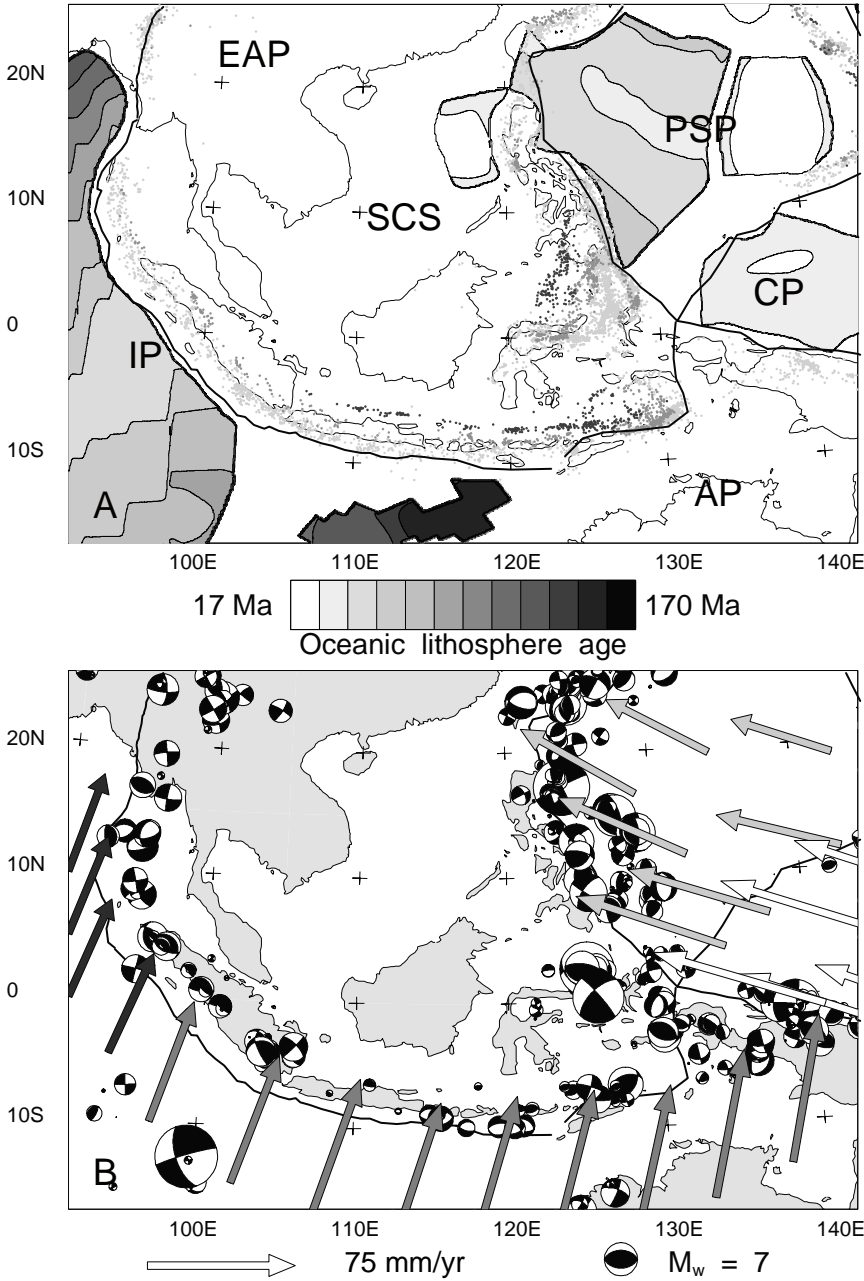 EAP
20N
PSP
10N
SCS
CP
0
IP
10S
A
AP
100E 110E 120E 130E 140E
17 Ma 170 Ma
Oceanic lithosphere age
20N
10N
0
10S
B
100E 110E 120E 130E 140E
75 mm/yr Mw = 7